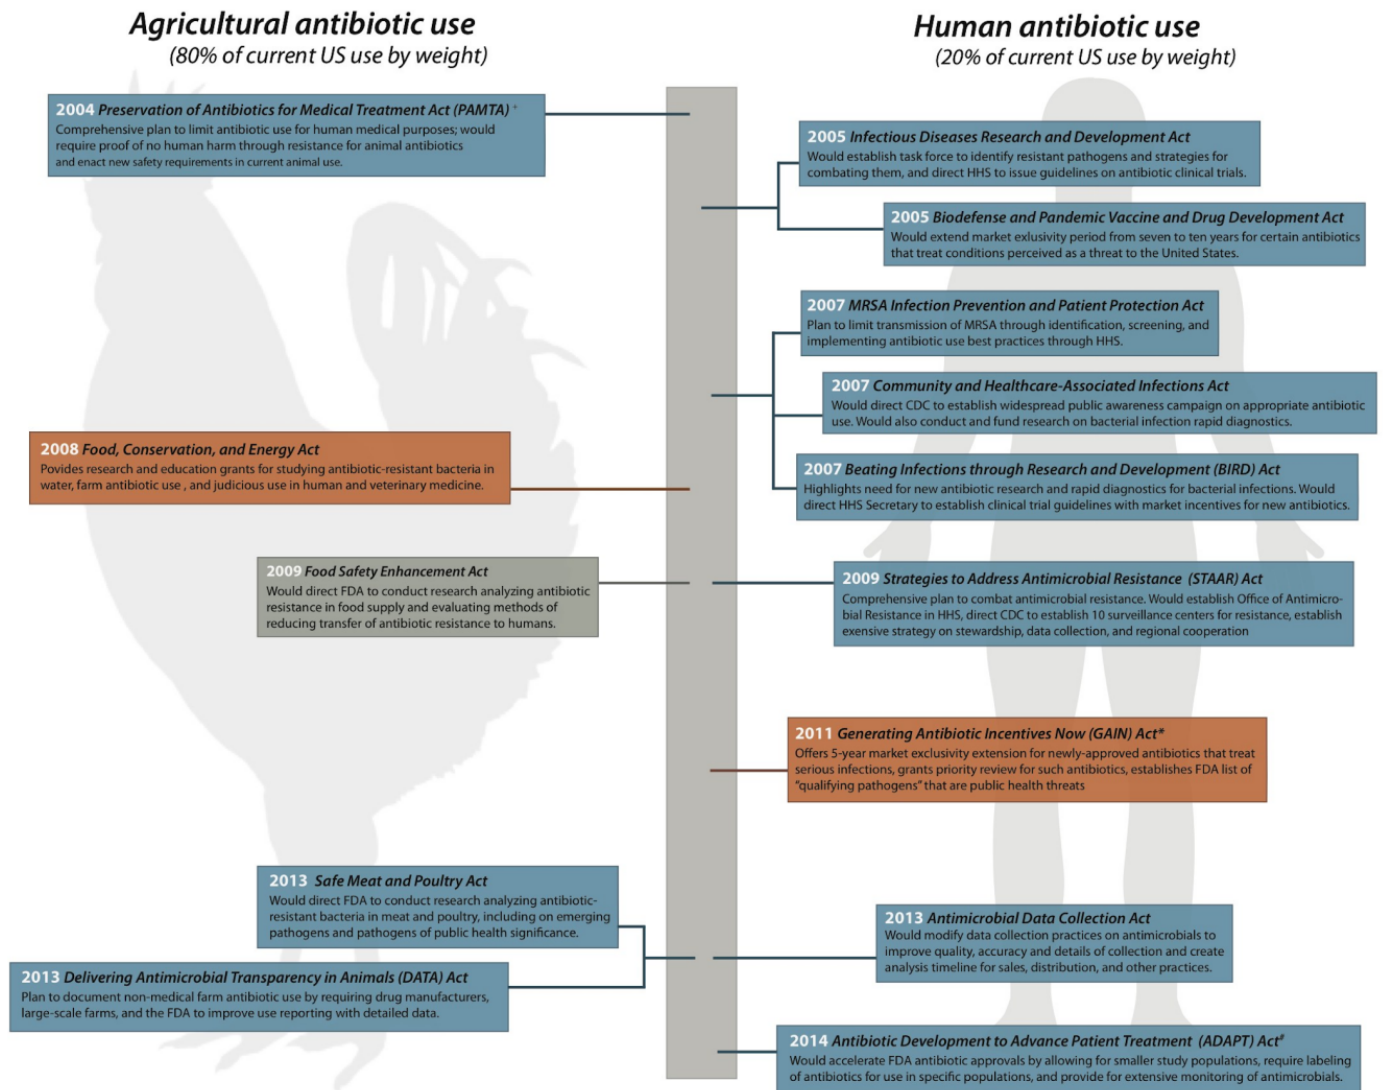 Agricultural antibiotic use
(80% of current US use by weight)
Human antibiotic use
(20% of current US use by weight)
2004 Preservation of Antibiotics for Medical Treatment Act (PAMTA) +
Comprehensive plan to limit antibiotic use for human medical purposes; would
require proof of no human harm through resistance for animal antibiotics
and enact new safety requirements in current animal use.
2005 Infectious Diseases Research and Development Act
Would establish task force to identify resistant pathogens and strategies for
combating them, and direct HHS to issue guidelines on antibiotic clinical trials.
2005 Biodefense and Pandemic Vaccine and Drug Development Act
Would extend market exlusivity period from seven to ten years for certain antibiotics
that treat conditions perceived as a threat to the United States.
2007 MRSA Infection Prevention and Patient Protection Act
Plan to limit transmission of MRSA through identification, screening, and
implementing antibiotic use best practices through HHS.
2007 Community and Healthcare-Associated Infections Act
Would direct CDC to establish widespread public awareness campaign on appropriate antibiotic
use. Would also conduct and fund research on bacterial infection rapid diagnostics.
2008 Food, Conservation, and Energy Act
Povides research and education grants for studying antibiotic-resistant bacteria in
water, farm antibiotic use , and judicious use in human and veterinary medicine.
2007 Beating Infections through Research and Development (BIRD) Act
Highlights need for new antibiotic research and rapid diagnostics for bacterial infections. Would
direct HHS Secretary to establish clinical trial guidelines with market incentives for new antibiotics.
2009 Food Safety Enhancement Act
Would direct FDA to conduct research analyzing antibiotic
resistance in food supply and evaluating methods of
reducing transfer of antibiotic resistance to humans.
2009 Strategies to Address Antimicrobial Resistance (STAAR) Act
Comprehensive plan to combat antimicrobial resistance. Would establish Office of Antimicro-
bial Resistance in HHS, direct CDC to establish 10 surveillance centers for resistance, establish
exensive strategy on stewardship, data collection, and regional cooperation
2011 Generating Antibiotic Incentives Now (GAIN) Act*
Offers 5-year market exclusivity extension for newly-approved antibiotics that treat
serious infections, grants priority review for such antibiotics, establishes FDA list of
"qualifying pathogens" that are public health threats
2013 Safe Meat and Poultry Act
Would direct FDA to conduct research analyzing antibiotic-
resistant bacteria in meat and poultry, including on emerging
pathogens and pathogens of public health significance.
2013 Antimicrobial Data Collection Act
Would modify data collection practices on antimicrobials to
improve quality, accuracy and details of collection and create
analysis timeline for sales, distribution, and other practices.
2013 Delivering Antimicrobial Transparency in Animals (DATA) Act
Plan to document non-medical farm antibiotic use by requiring drug manufacturers,
large-scale farms, and the FDA to improve use reporting with detailed data.
2014 Antibiotic Development to Advance Patient Treatment (ADAPT) Act#
Would accelerate FDA antibiotic approvals by allowing for smaller study populations, require labeling
of antibiotics for use in specific populations, and provide for extensive monitoring of antimicrobials.